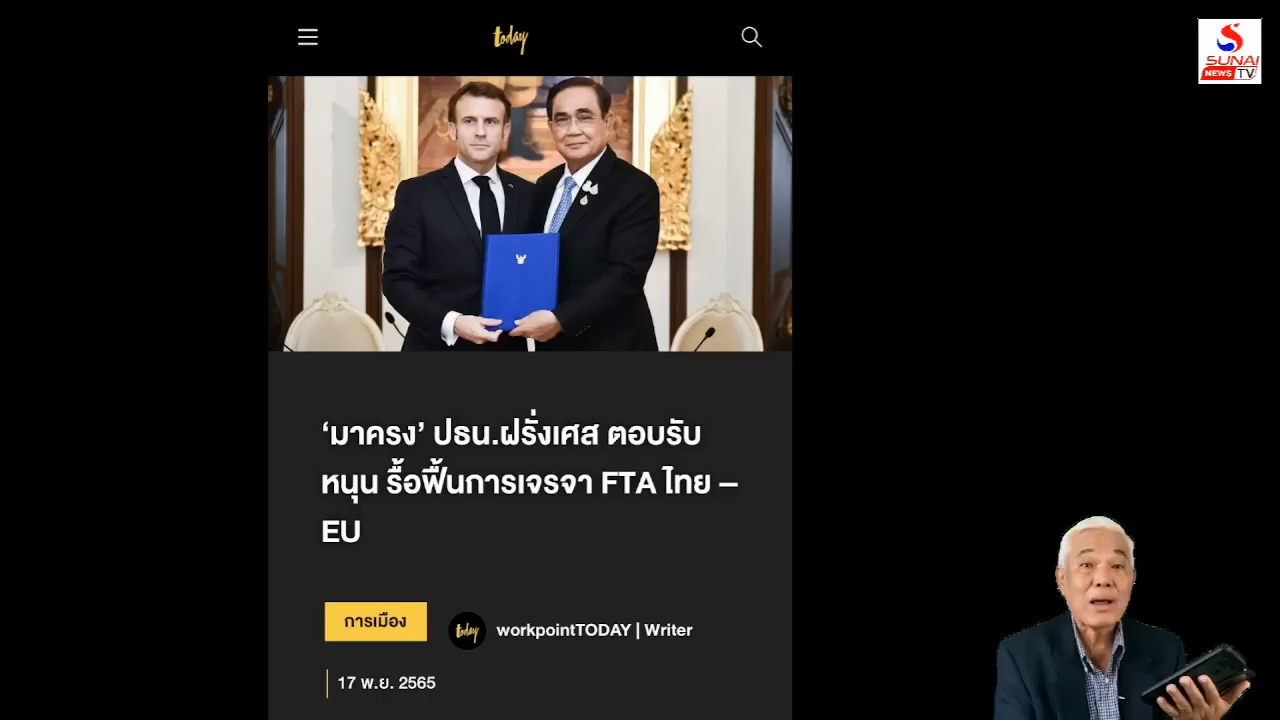 today
SUNAI
NEWS TV
‘มาครง’ ปธน.ฝรั่งเศส ตอบรับ
หนุน รื้อฟื้นการเจรจา FTA ไทย –
EU
การเมือง
today
workpointTODAY | Writer
17 พ.ย. 2565